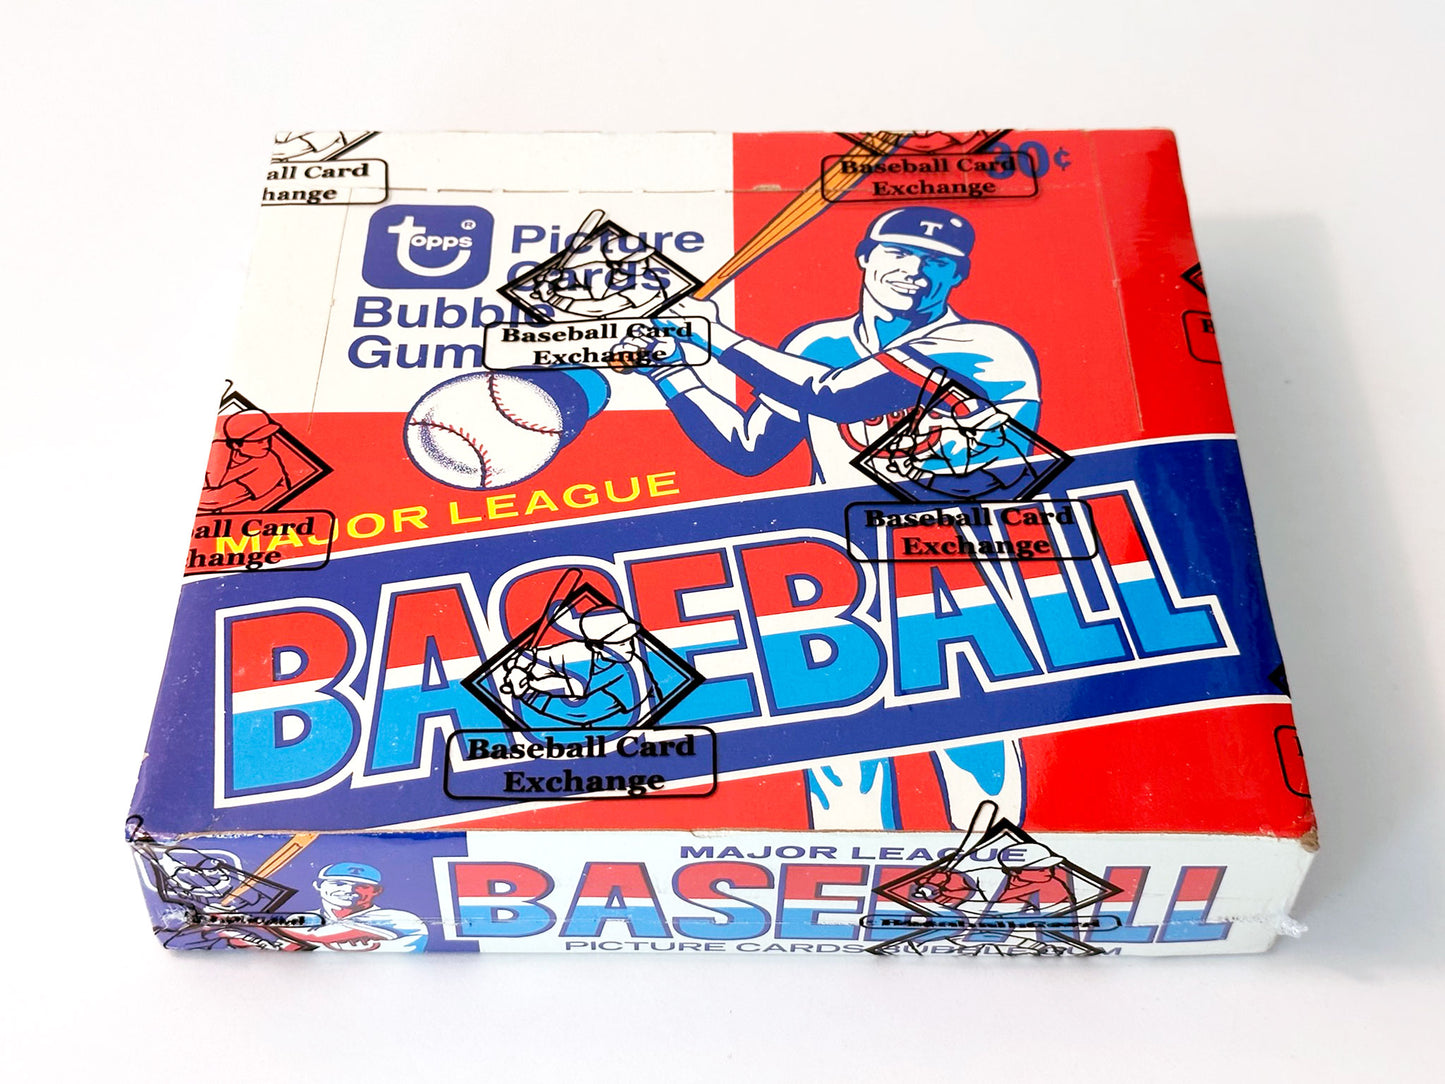 all Card
hange
Baseball Card
Exchange
30¢
topps®
Picture
Cards
Bubble
Gum
Baseball Card
Exchange
T
MAJOR LEAGUE
all Card
hange
Baseball Card
Exchange
BASEBALL
Baseball Card
Exchange
T
MAJOR LEAGUE
BASEBALL
PICTURE CARDS-BUBBLE GUM